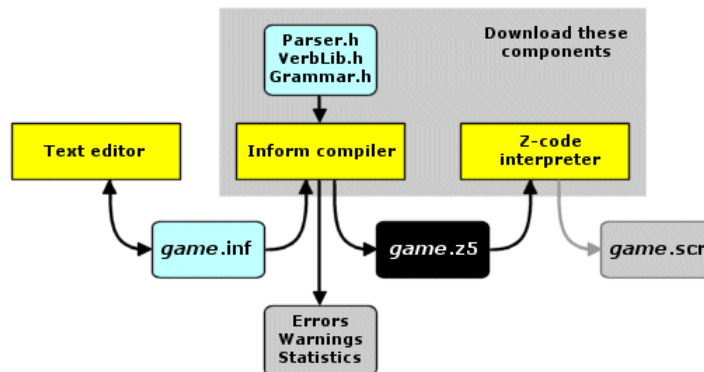 Parser.h
VerbLib.h
Grammar.h
Download these
components
Text editor
Inform compiler
Z-code
interpreter
game.inf
game.z5
game.scr
Errors
Warnings
Statistics